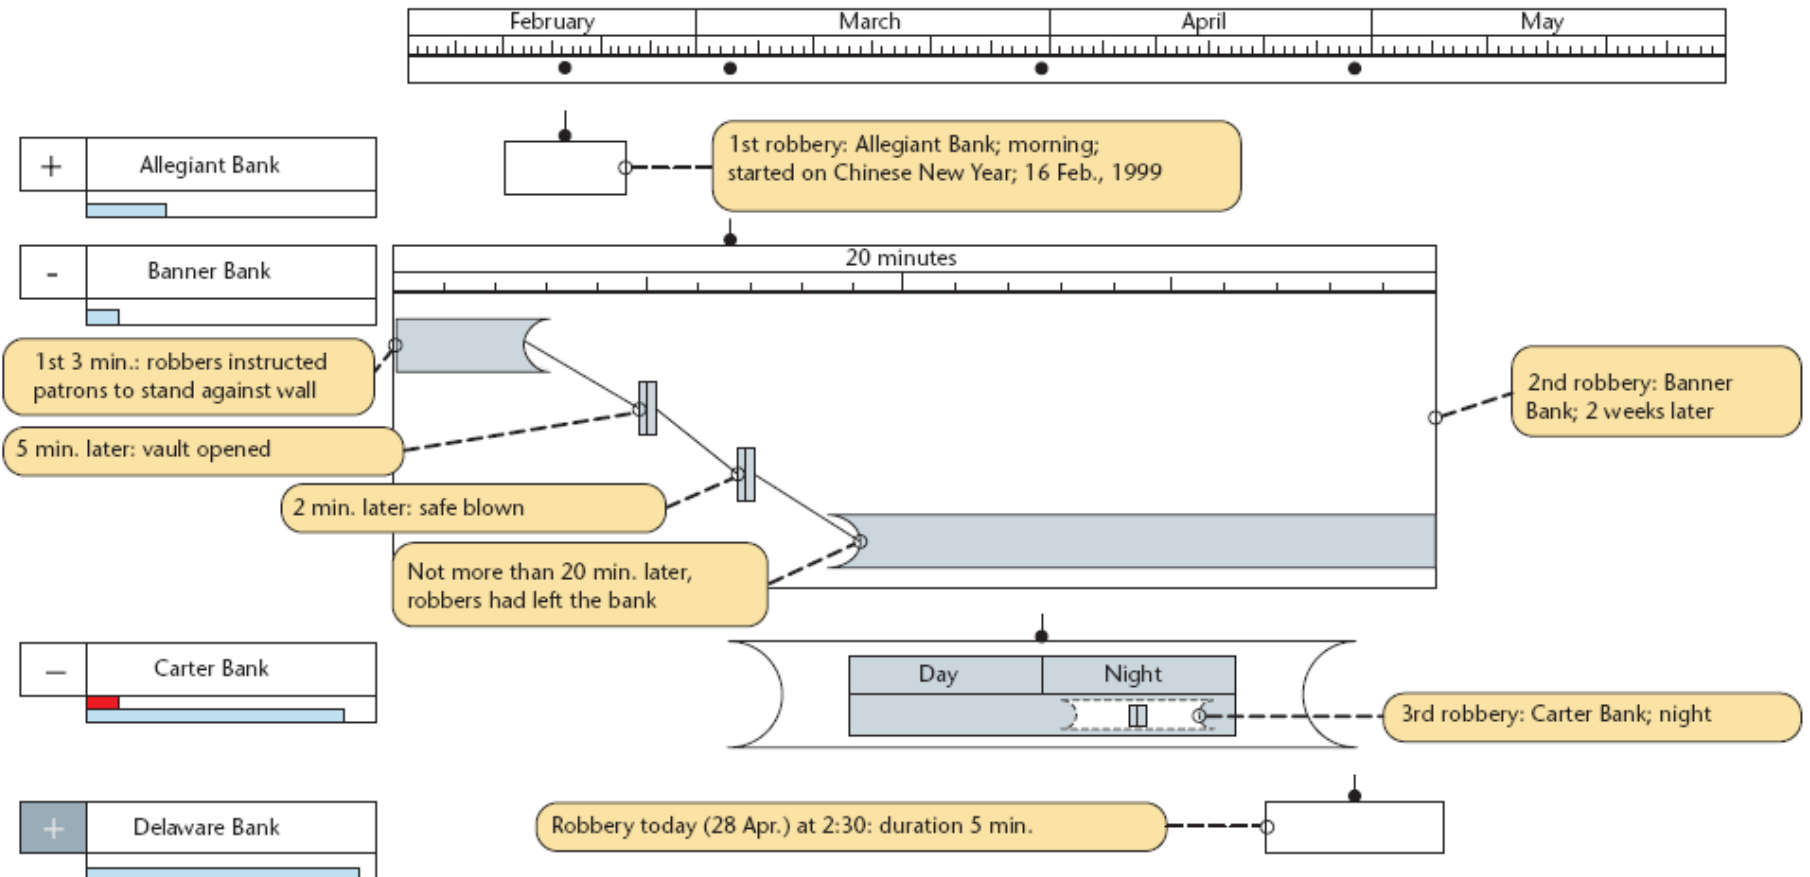 February March April May
+ Allegiant Bank
1st robbery: Allegiant Bank; morning;
started on Chinese New Year; 16 Feb., 1999
- Banner Bank
20 minutes
1st 3 min.: robbers instructed
patrons to stand against wall
5 min. later: vault opened
2 min. later: safe blown
Not more than 20 min. later,
robbers had left the bank
2nd robbery: Banner
Bank; 2 weeks later
– Carter Bank
Day Night
3rd robbery: Carter Bank; night
+ Delaware Bank
Robbery today (28 Apr.) at 2:30: duration 5 min.